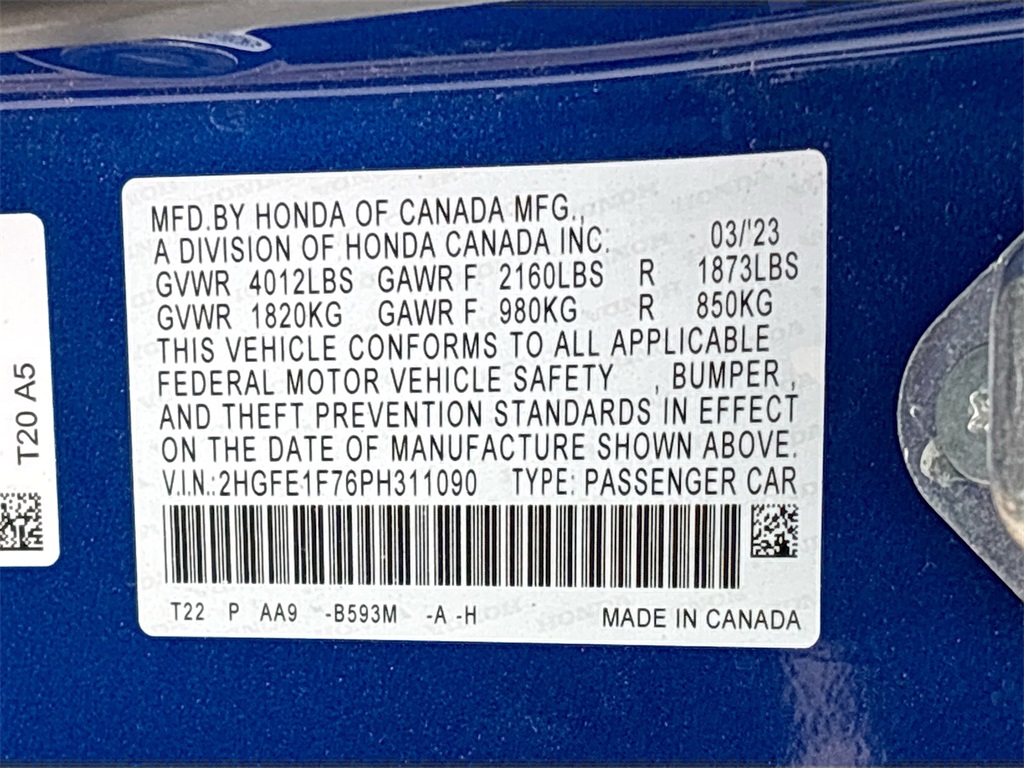 MFD.BY HONDA OF CANADA MFG.,
A DIVISION OF HONDA CANADA INC. 03/'23
GVWR 4012LBS GAWR F 2160LBS R 1873LBS
GVWR 1820KG GAWR F 980KG R 850KG
THIS VEHICLE CONFORMS TO ALL APPLICABLE
FEDERAL MOTOR VEHICLE SAFETY , BUMPER ,
AND THEFT PREVENTION STANDARDS IN EFFECT
ON THE DATE OF MANUFACTURE SHOWN ABOVE.
V.I.N.:2HGFE1F76PH311090 TYPE: PASSENGER CAR
T22 P AA9 -B593M -A -H MADE IN CANADA
T20 A5